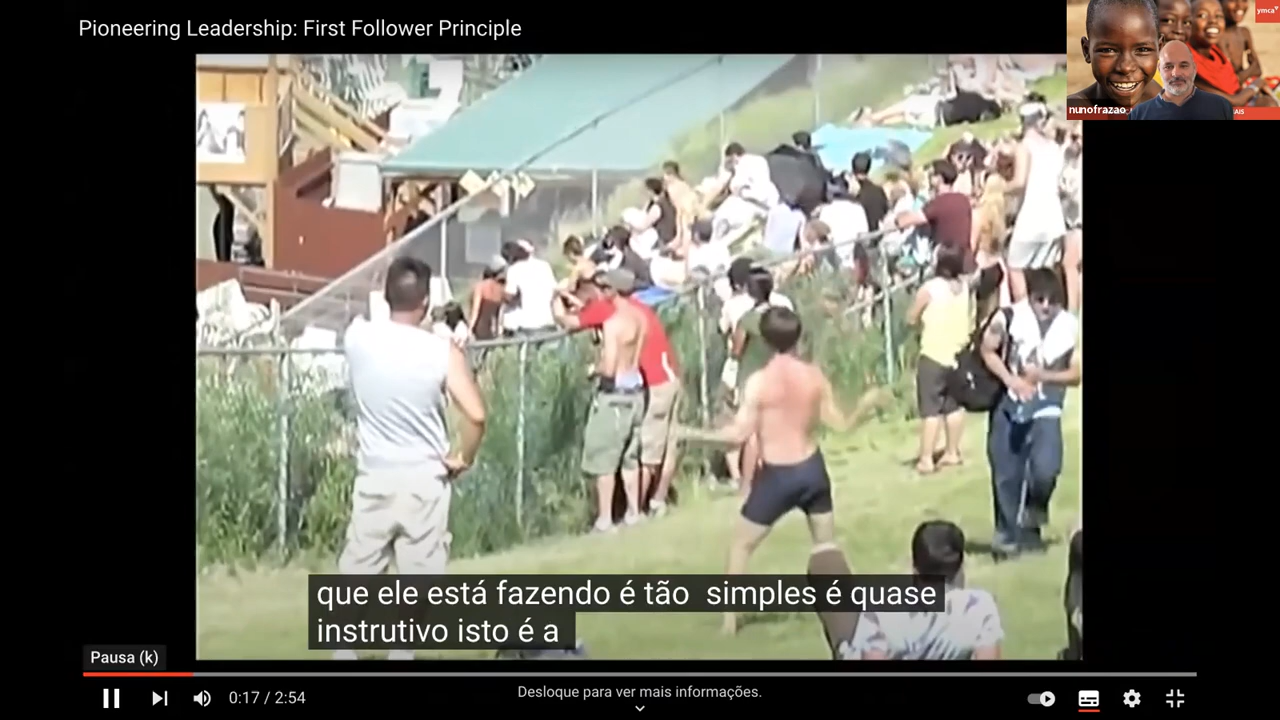 Pioneering Leadership: First Follower Principle
ymca
nunofrazao
AIS
que ele está fazendo é tão simples é quase
instrutivo isto é a
Pausa (k)
0:17 / 2:54
Desloque para ver mais informações.